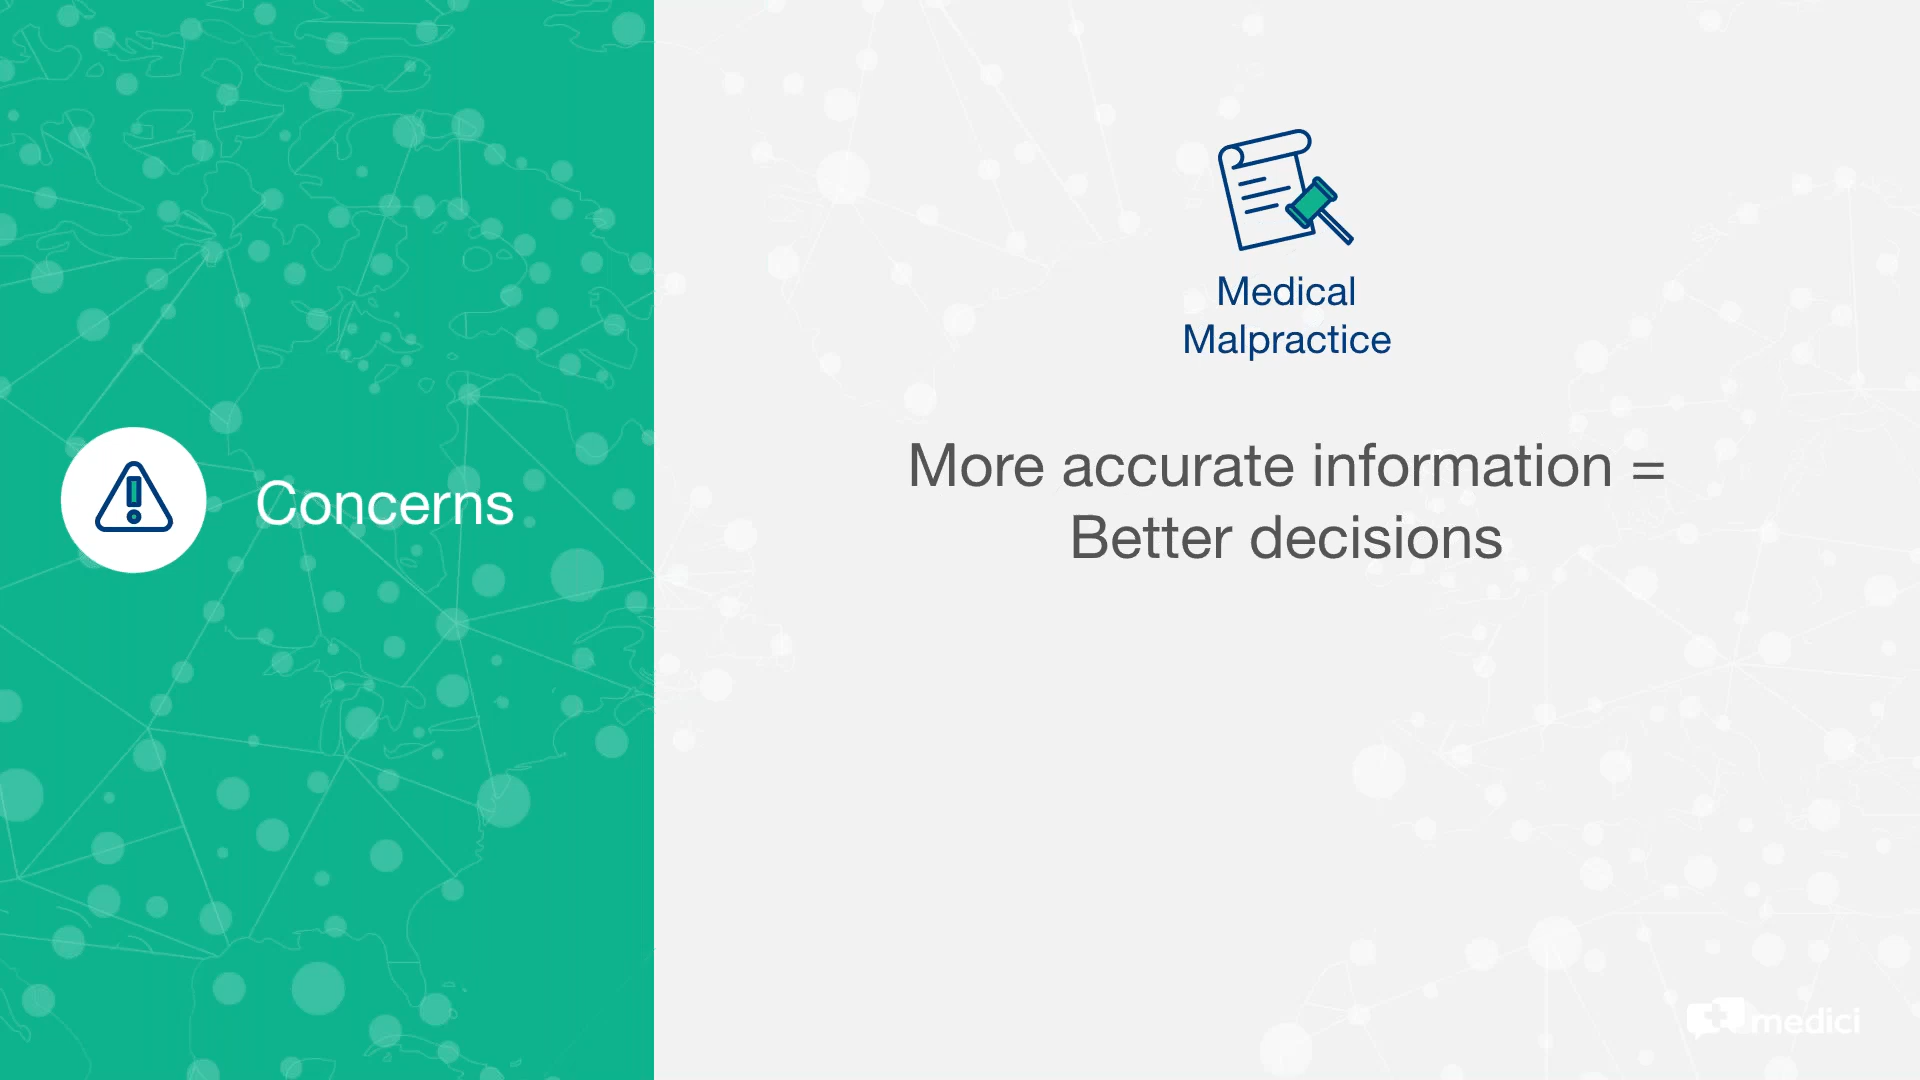 Concerns
Medical
Malpractice
More accurate information =
Better decisions
medici